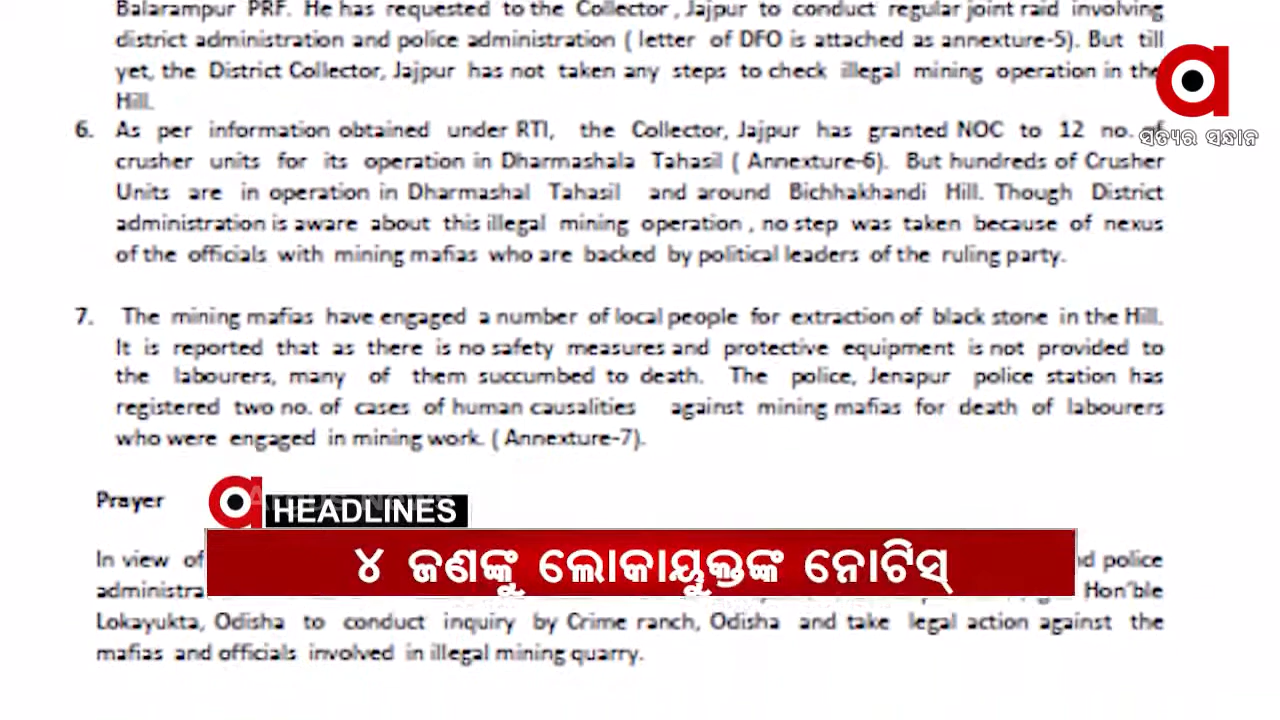 Balarampur PRF. He has requested to the Collector , Jajpur to conduct regular joint raid involving
district administration and police administration ( letter of DFO is attached as annexture-5). But till
yet, the District Collector, Jajpur has not taken any steps to check illegal mining operation in the
Hill.
ସତ୍ୟର ସନ୍ଧାନ
6. As per information obtained under RTI, the Collector, Jajpur has granted NOC to 12 no. of
crusher units for its operation in Dharmashala Tahasil ( Annexture-6). But hundreds of Crusher
Units are in operation in Dharmashal Tahasil and around Bichhakhandi Hill. Though District
administration is aware about this illegal mining operation , no step was taken because of nexus
of the officials with mining mafias who are backed by political leaders of the ruling party.
7. The mining mafias have engaged a number of local people for extraction of black stone in the Hill.
It is reported that as there is no safety measures and protective equipment is not provided to
the labourers, many of them succumbed to death. The police, Jenapur police station has
registered two no. of cases of human causalities against mining mafias for death of labourers
who were engaged in mining work. ( Annexture-7).
Prayer
HEADLINES
୪ ଜଣଙ୍କୁ ଲୋକାୟୁକ୍ତଙ୍କ ନୋଟିସ୍
In view of police
administra Hon'ble
Lokayukta, Odisha to conduct inquiry by Crime ranch, Odisha and take legal action against the
mafias and officials involved in illegal mining quarry.